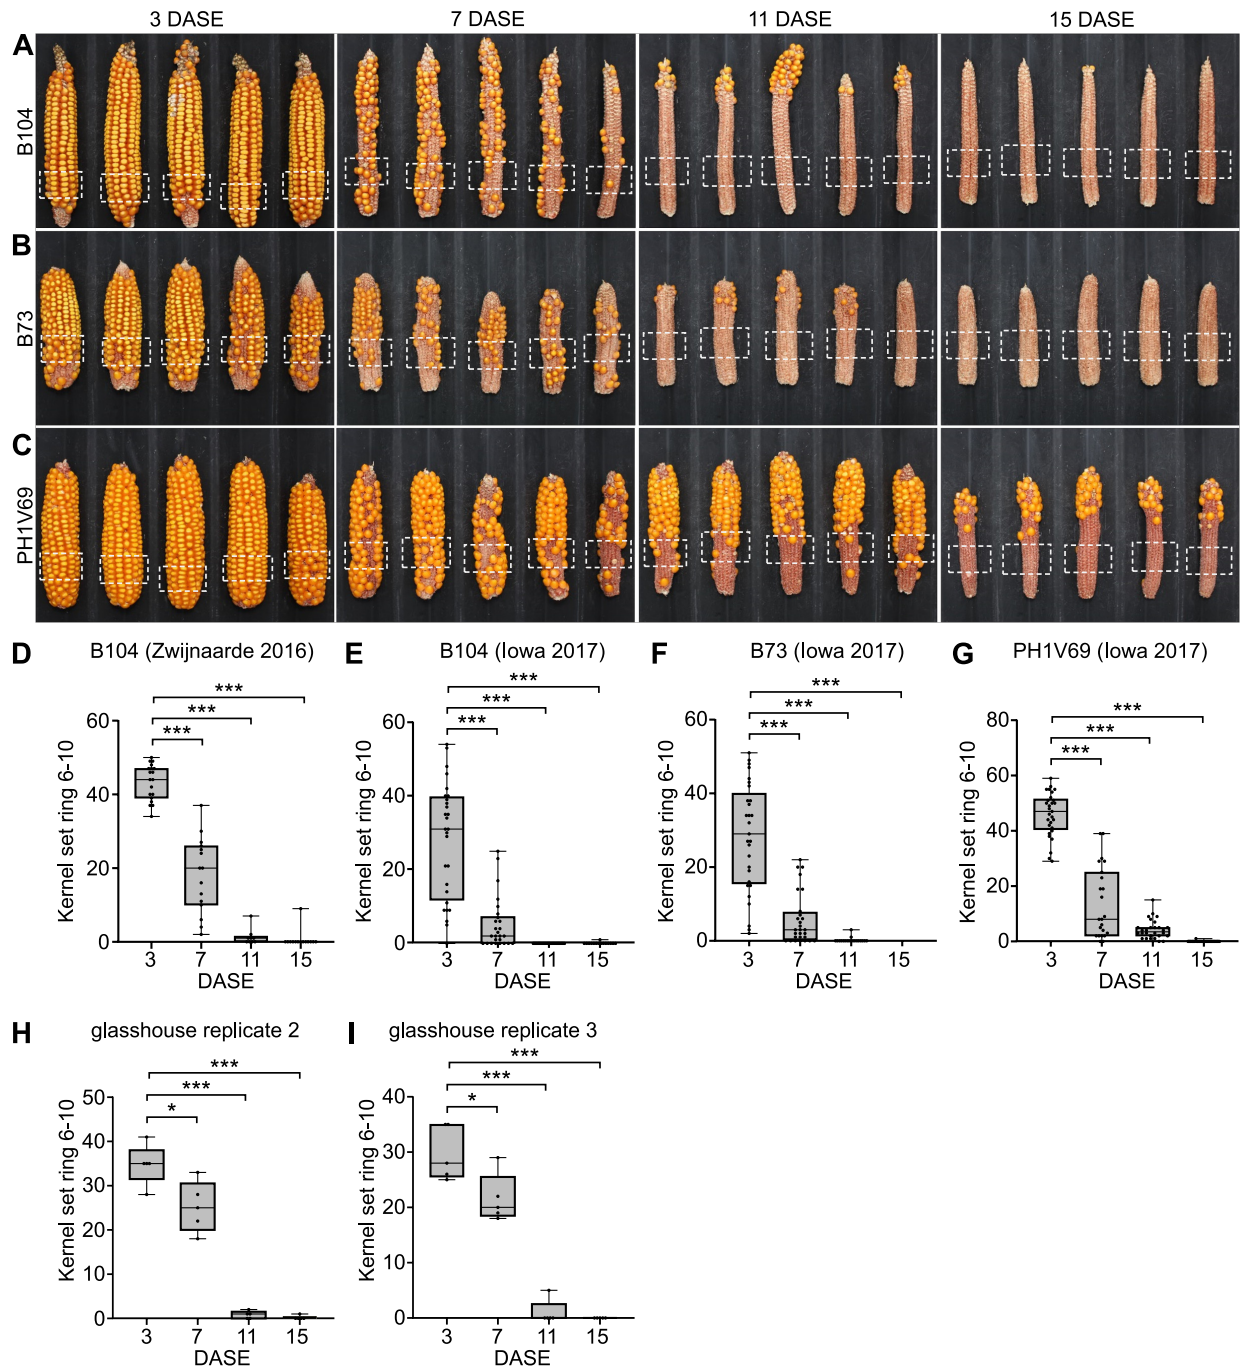 3 DASE 7 DASE 11 DASE 15 DASE
A
B104
B
B73
C
PH1V69
D B104 (Zwijnaarde 2016)
Kernel set ring 6-10
60
40
20
0
***
***
***
3 7 11 15
DASE
E B104 (Iowa 2017)
Kernel set ring 6-10
60
40
20
0
***
***
***
3 7 11 15
DASE
F B73 (Iowa 2017)
Kernel set ring 6-10
60
40
20
0
***
***
***
3 7 11 15
DASE
G PH1V69 (Iowa 2017)
Kernel set ring 6-10
80
60
40
20
0
***
***
***
3 7 11 15
DASE
H glasshouse replicate 2
Kernel set ring 6-10
50
40
30
20
10
0
***
***
*
3 7 11 15
DASE
I glasshouse replicate 3
Kernel set ring 6-10
40
30
20
10
0
***
***
*
3 7 11 15
DASE